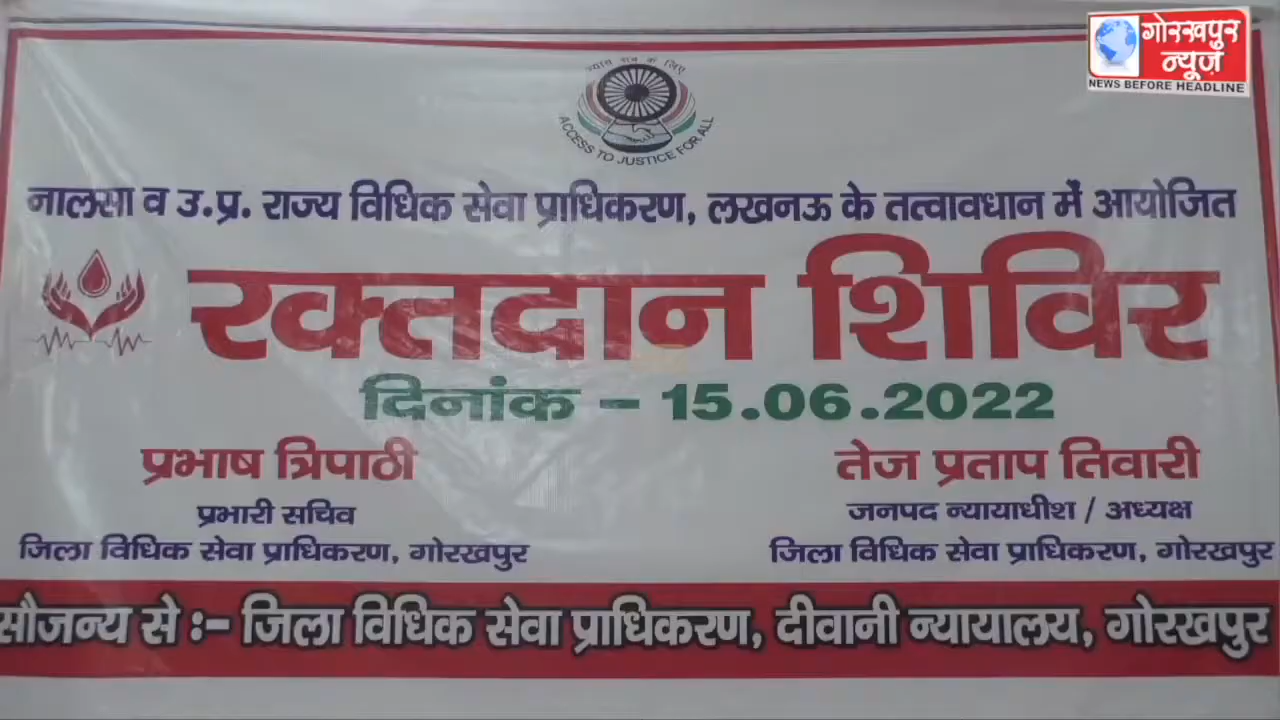 गोरखपुर
न्यूज़
NEWS BEFORE HEADLINE
न्याय सब के लिए
ACCESS TO JUSTICE FOR ALL
नालसा व उ.प्र. राज्य विधिक सेवा प्राधिकरण, लखनऊ के तत्वावधान में आयोजित
रक्तदान शिविर
दिनांक – 15.06.2022
प्रभाष त्रिपाठी
प्रभारी सचिव
जिला विधिक सेवा प्राधिकरण, गोरखपुर
तेज प्रताप तिवारी
जनपद न्यायाधीश / अध्यक्ष
जिला विधिक सेवा प्राधिकरण, गोरखपुर
सौजन्य से :- जिला विधिक सेवा प्राधिकरण, दीवानी न्यायालय, गोरखपुर